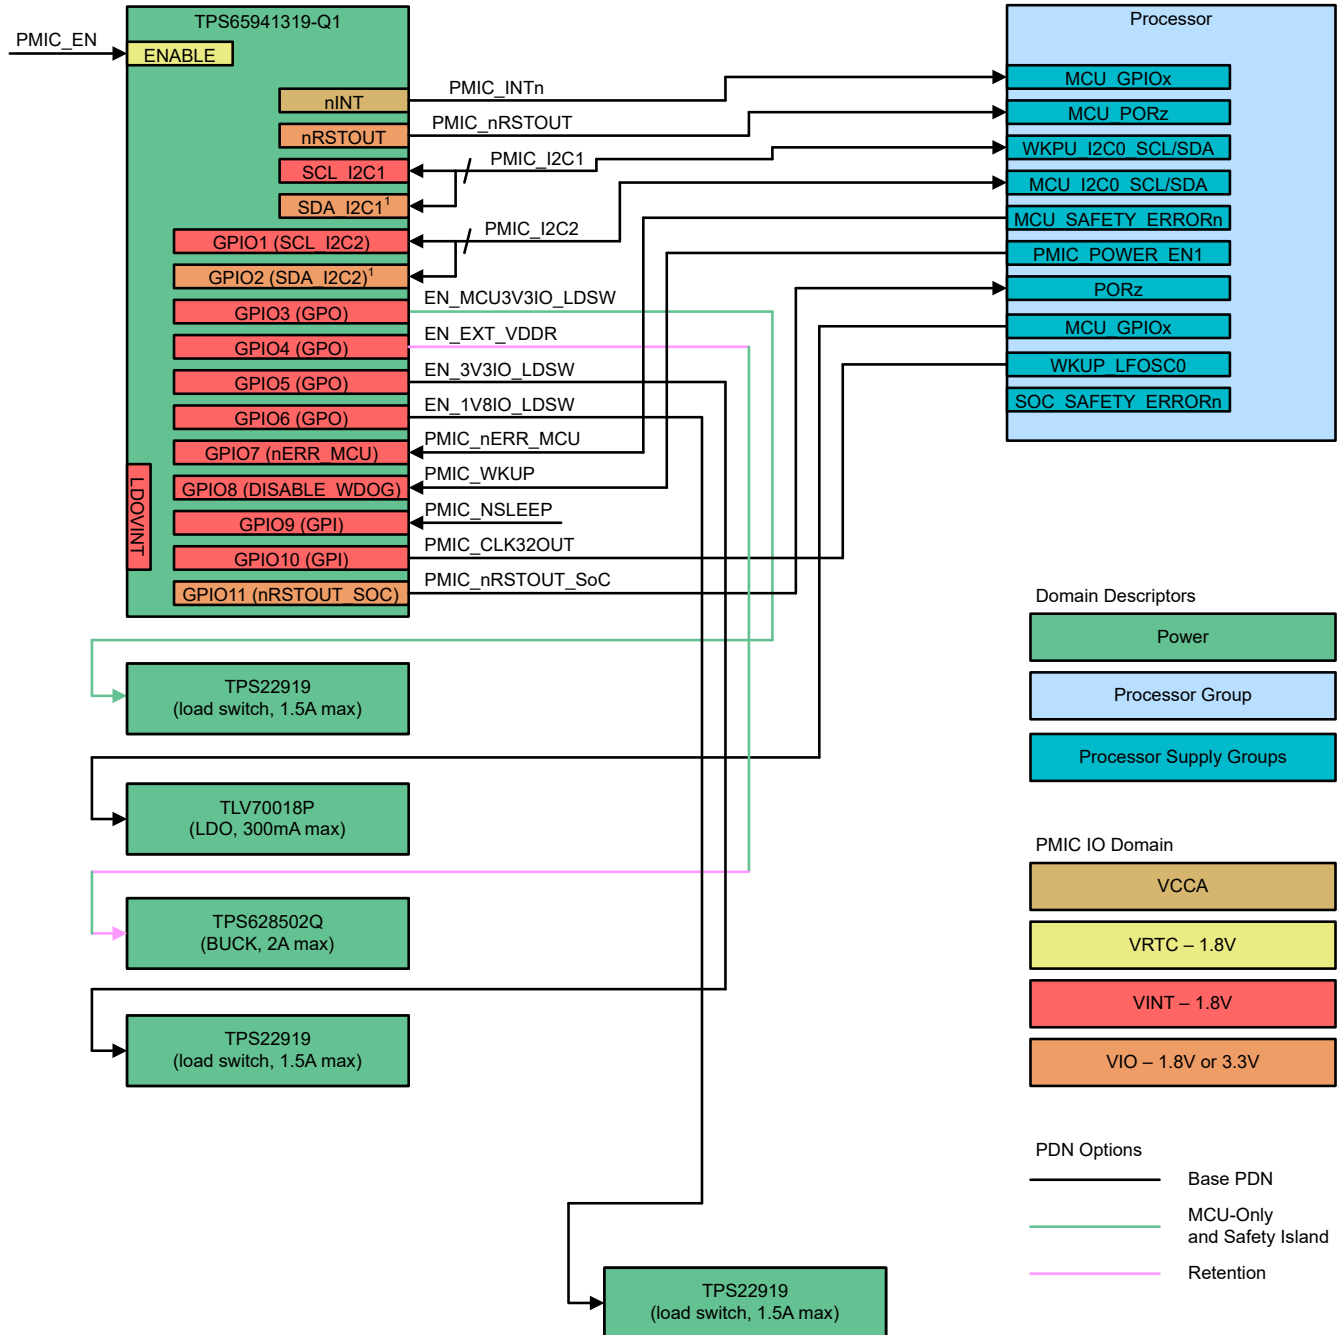 TPS65941319-Q1
PMIC_EN
ENABLE
nINT
nRSTOUT
SCL_I2C1
SDA_I2C1¹
GPIO1 (SCL_I2C2)
GPIO2 (SDA_I2C2)¹
GPIO3 (GPO)
GPIO4 (GPO)
GPIO5 (GPO)
GPIO6 (GPO)
GPIO7 (nERR_MCU)
GPIO8 (DISABLE_WDOG)
GPIO9 (GPI)
GPIO10 (GPI)
GPIO11 (nRSTOUT_SOC)
LDOVINT
PMIC_INTn
PMIC_nRSTOUT
PMIC_I2C1
PMIC_I2C2
EN_MCU3V3IO_LDSW
EN_EXT_VDDR
EN_3V3IO_LDSW
EN_1V8IO_LDSW
PMIC_nERR_MCU
PMIC_WKUP
PMIC_NSLEEP
PMIC_CLK32OUT
PMIC_nRSTOUT_SoC
Processor
MCU_GPIOx
MCU_PORz
WKPU_I2C0_SCL/SDA
MCU_I2C0_SCL/SDA
MCU_SAFETY_ERRORn
PMIC_POWER_EN1
PORz
MCU_GPIOx
WKUP_LFOSC0
SOC_SAFETY_ERRORn
TPS22919
(load switch, 1.5A max)
TLV70018P
(LDO, 300mA max)
TPS628502Q
(BUCK, 2A max)
TPS22919
(load switch, 1.5A max)
TPS22919
(load switch, 1.5A max)
Domain Descriptors
Power
Processor Group
Processor Supply Groups
PMIC IO Domain
VCCA
VRTC – 1.8V
VINT – 1.8V
VIO – 1.8V or 3.3V
PDN Options
Base PDN
MCU-Only
and Safety Island
Retention